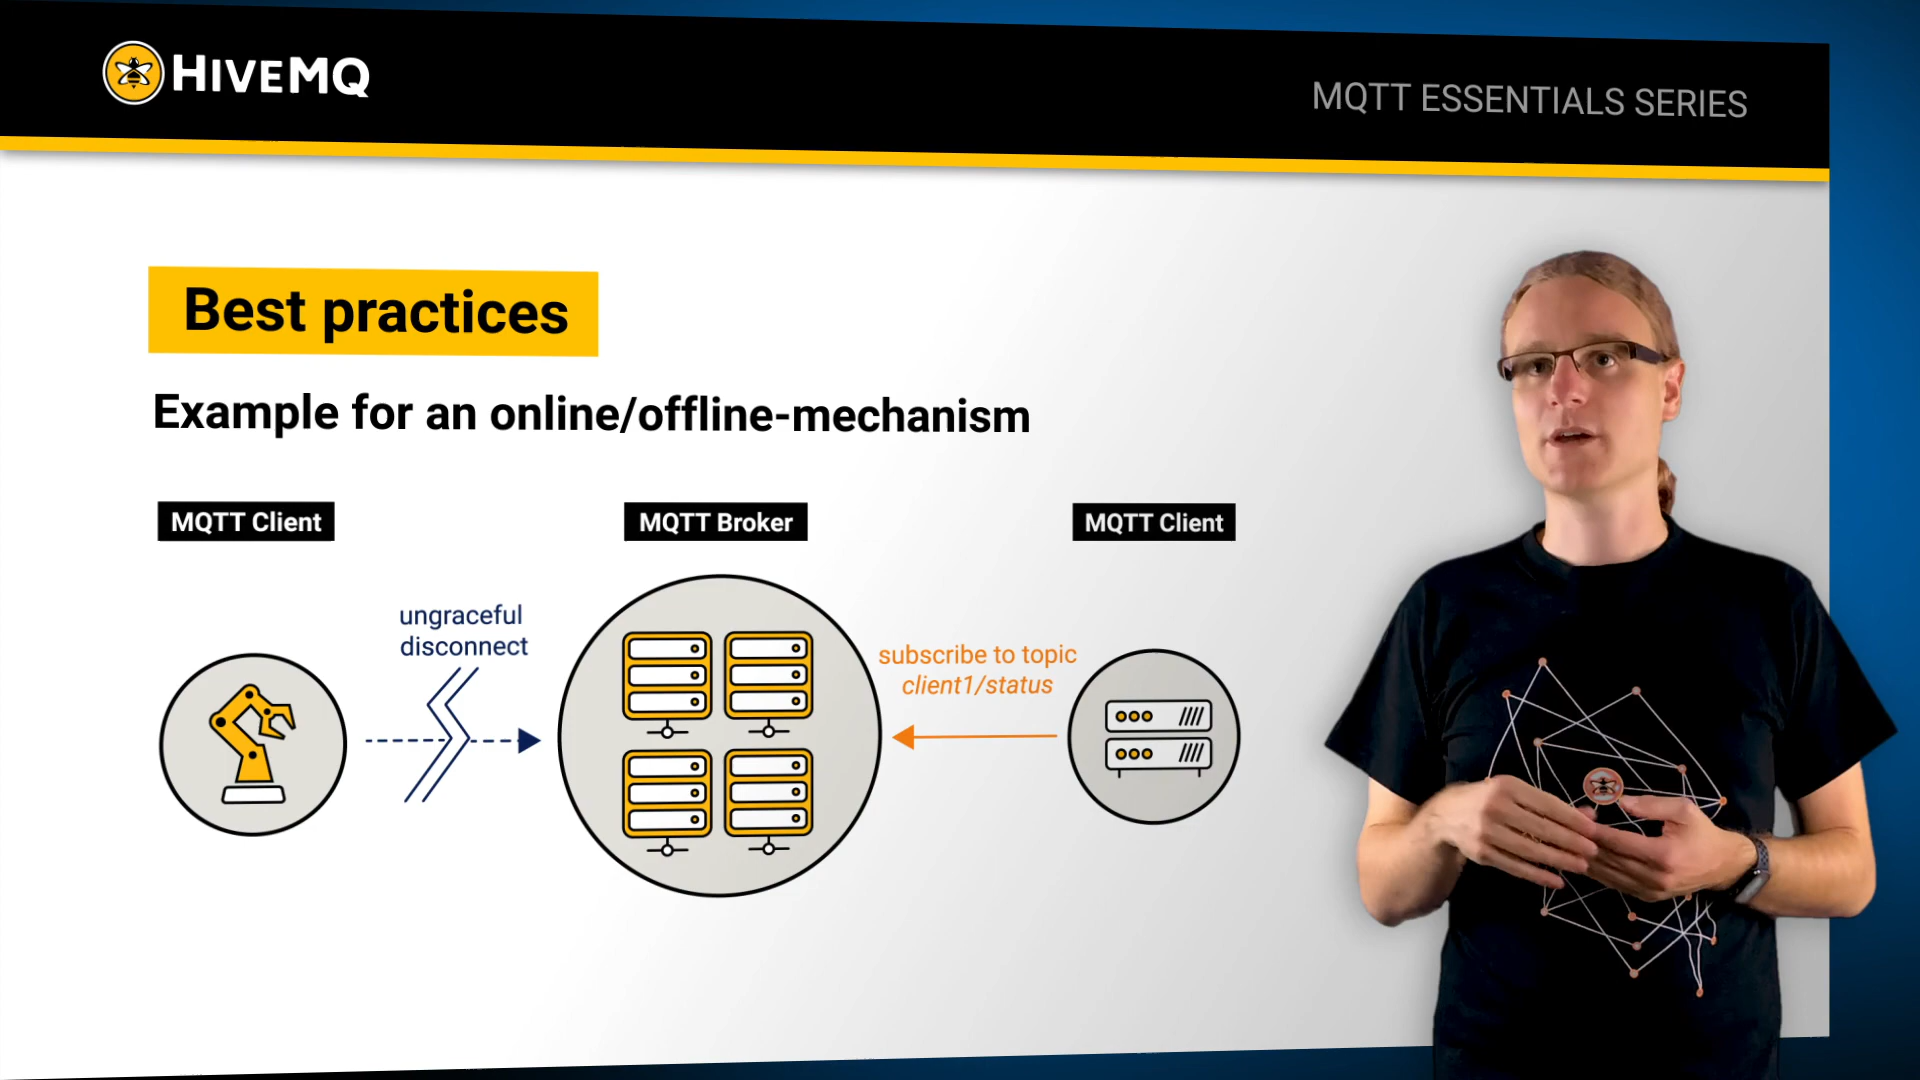 HIVEMQ
MQTT ESSENTIALS SERIES
Best practices
Example for an online/offline-mechanism
MQTT Client
MQTT Broker
MQTT Client
ungraceful
disconnect
subscribe to topic
client1/status